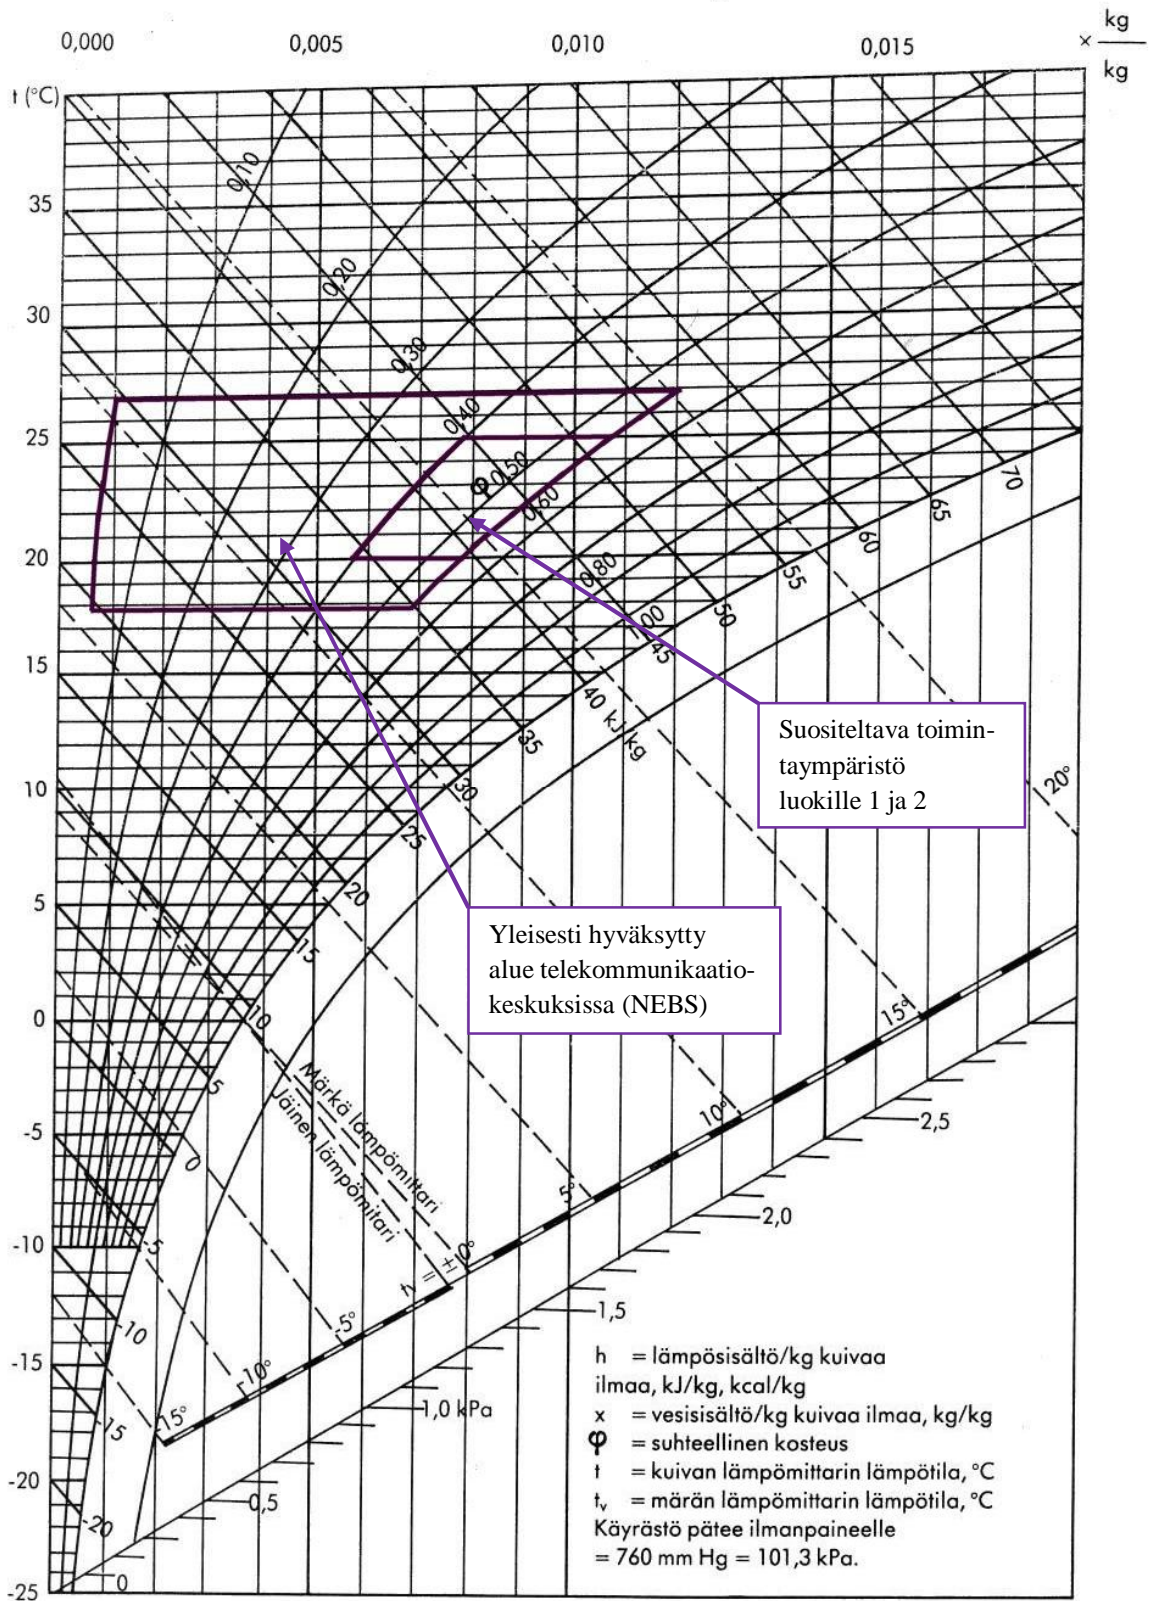 0,000 0,005 0,010 0,015 × kg
kg
t (°C)
35
30
25
20
15
10
5
0
-5
-10
-15
-20
-25
0,10
0,20
0,30
0,40
φ 0,50
0,60
0,80
00
70
65
60
55
50
45
40 kJ/kg
35
30
25
20
15
10
5
0
-5
-10
-15
-20
Suositeltava toimin-
taympäristö
luokille 1 ja 2
Yleisesti hyväksytty
alue telekommunikaatio-
keskuksissa (NEBS)
Märkä lämpömittari
Jäinen lämpömitari
20°
15°
10°
5°
tv = ± 0°
-5°
-10°
-15°
2,5
2,0
1,5
1,0 kPa
0,5
0
h = lämpösisältö/kg kuivaa
ilmaa, kJ/kg, kcal/kg
x = vesisisältö/kg kuivaa ilmaa, kg/kg
φ = suhteellinen kosteus
t = kuivan lämpömittarin lämpötila, °C
tv = märän lämpömittarin lämpötila, °C
Käyrästö pätee ilmanpaineelle
= 760 mm Hg = 101,3 kPa.